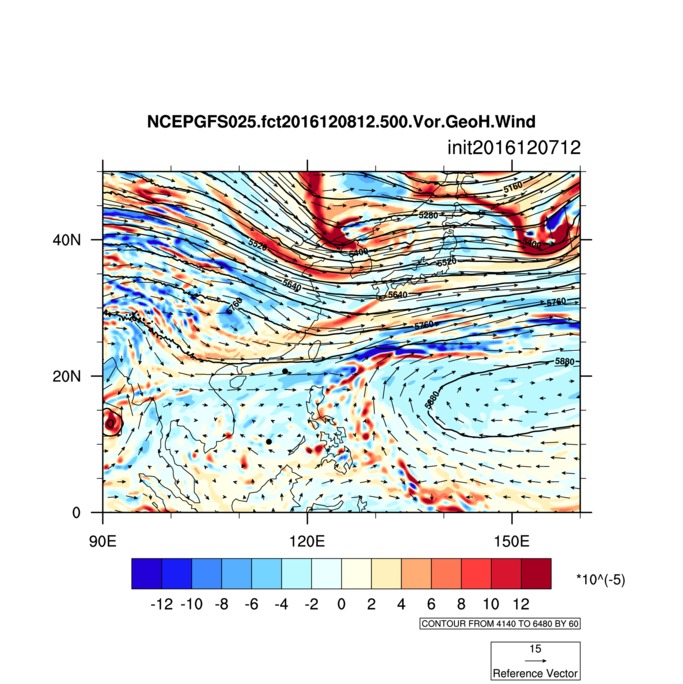 NCEPGFS025.fct2016120812.500.Vor.GeoH.Wind
init2016120712
5160
5280
5400
5400
5520
5520
5640
5640
5760
5760
5760
5880
5880
40N
20N
0
90E 120E 150E
-12 -10 -8 -6 -4 -2 0 2 4 6 8 10 12
*10^(-5)
CONTOUR FROM 4140 TO 6480 BY 60
15
Reference Vector